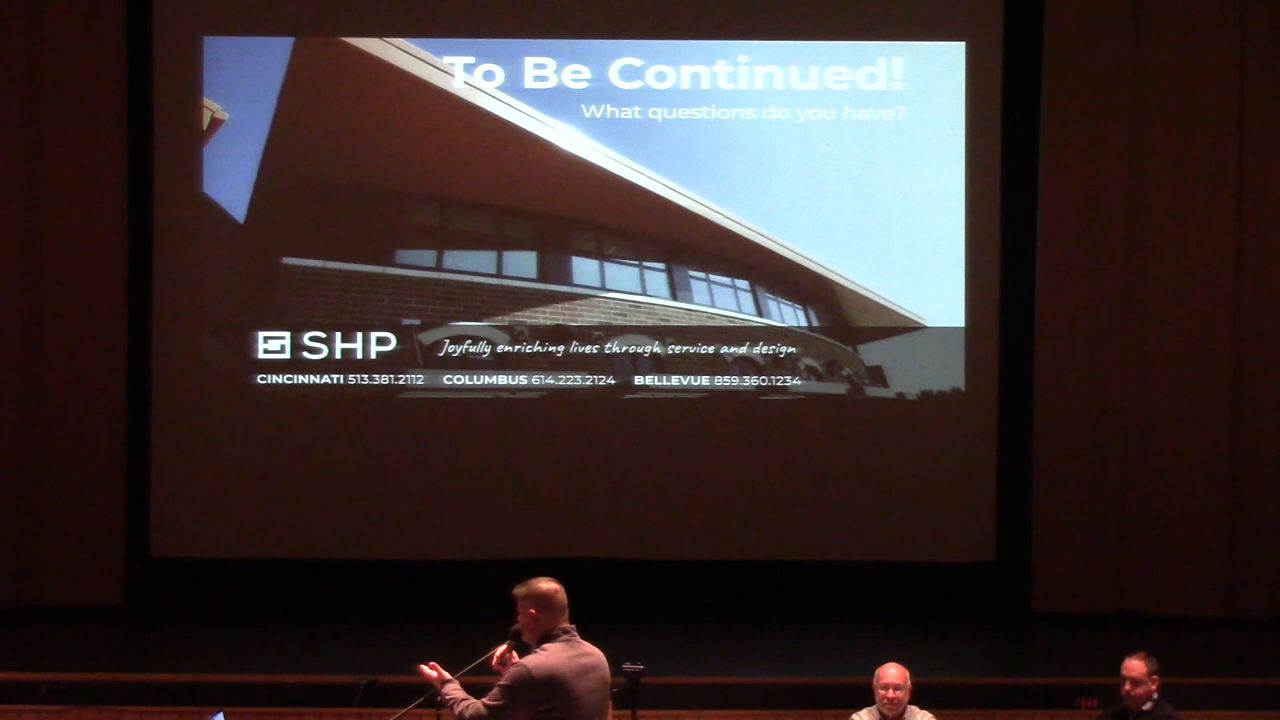 To Be Continued!
What questions do you have?
SHP Joyfully enriching lives through service and design
CINCINNATI 513.381.2112 COLUMBUS 614.223.2124 BELLEVUE 859.360.1234